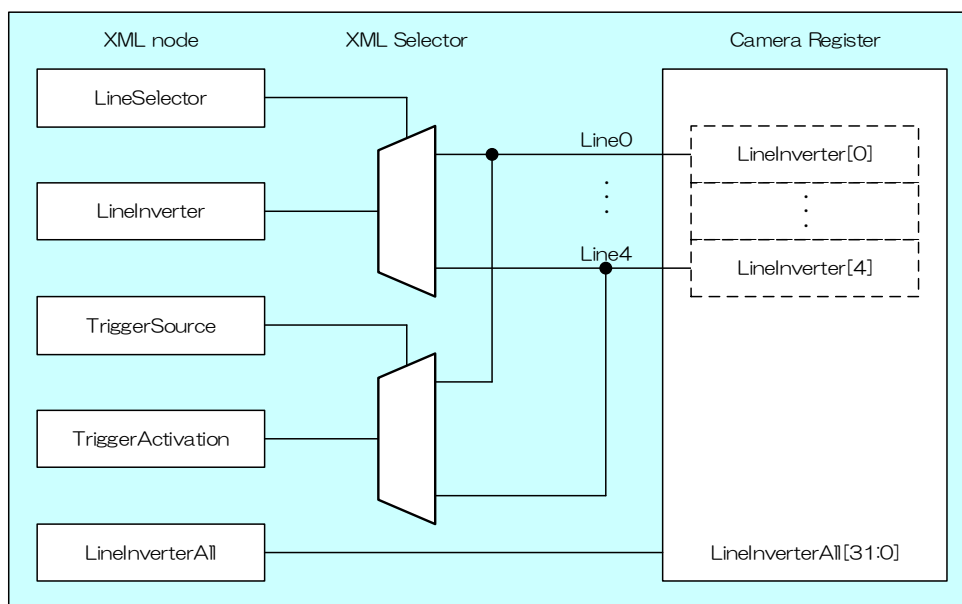 XML node
XML Selector
Camera Register
LineSelector
LineInverter
TriggerSource
TriggerActivation
LineInverterAll
Line0
Line4
LineInverter[0]
LineInverter[4]
LineInverterAll[31:0]